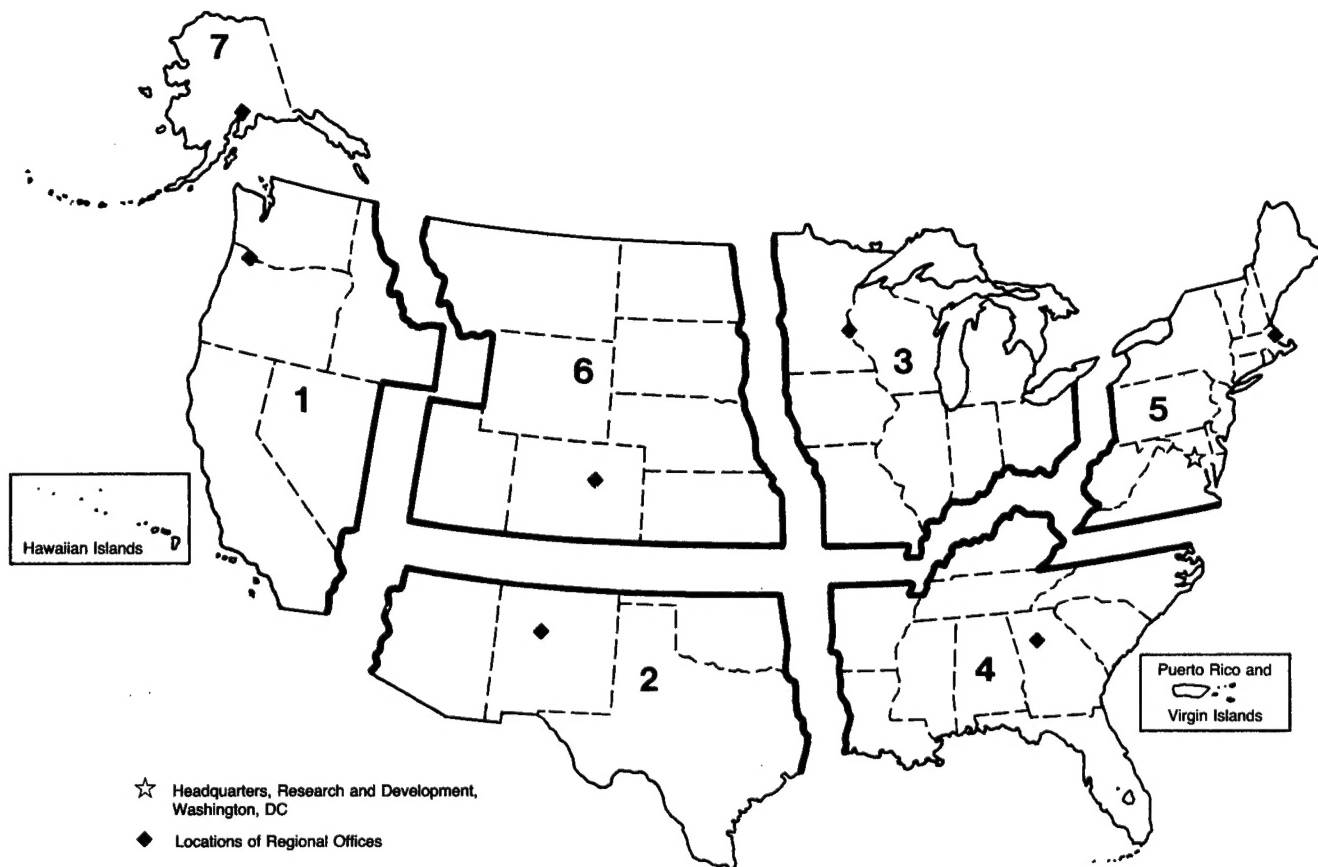 7
6
3
1
5
Hawaiian Islands
2
4
Puerto Rico and
Virgin Islands
Headquarters, Research and Development,
Washington, DC
Locations of Regional Offices